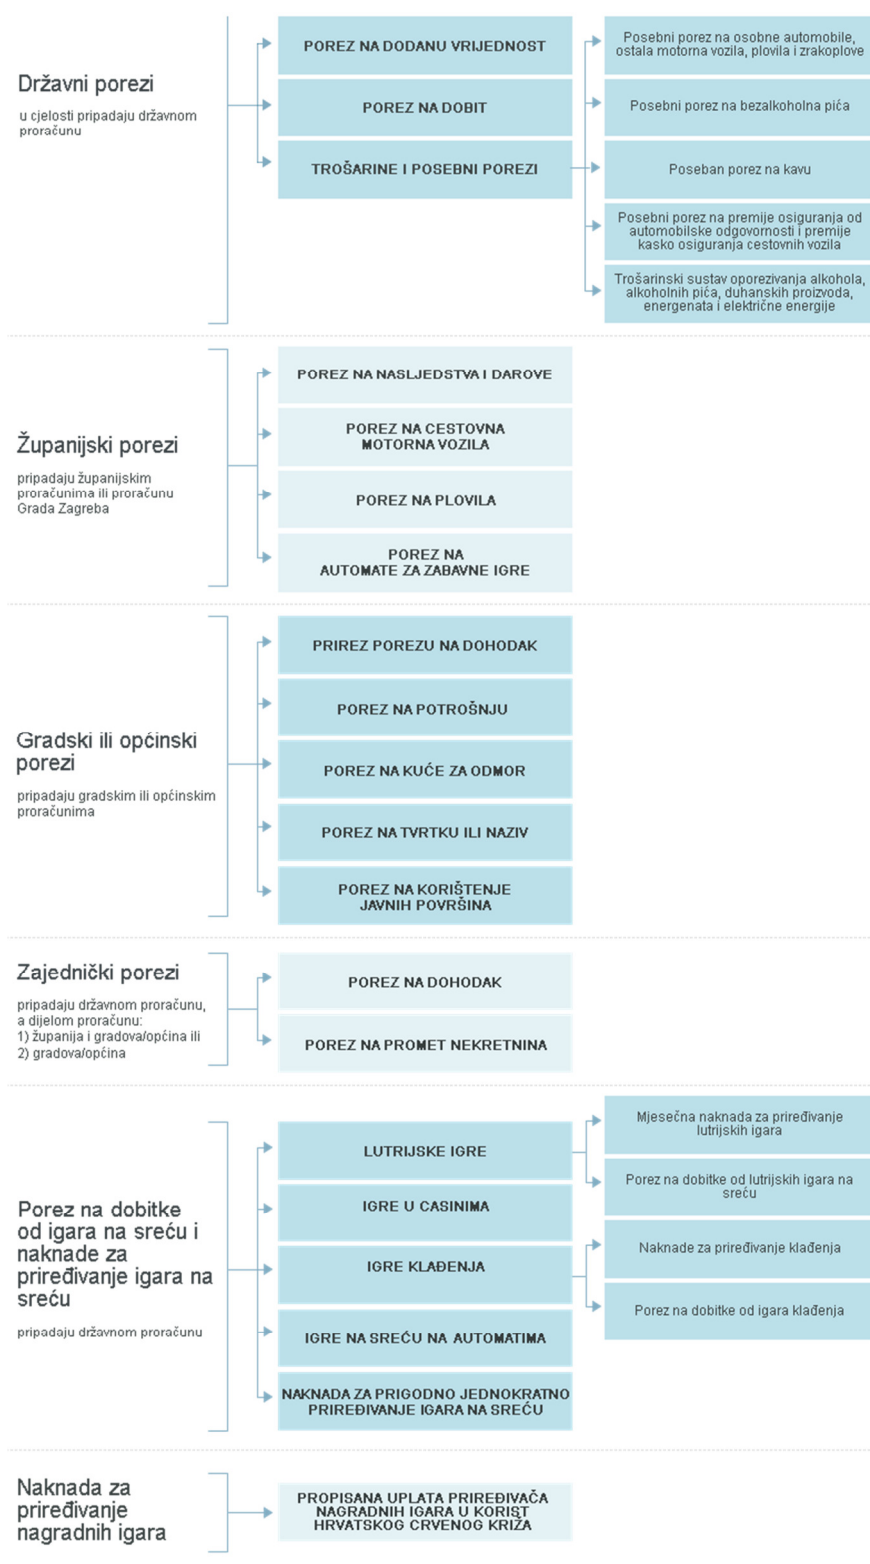 Državni porezi
u cjelosti pripadaju državnom
proračunu
POREZ NA DODANU VRIJEDNOST
POREZ NA DOBIT
TROŠARINE I POSEBNI POREZI
Posebni porez na osobne automobile,
ostala motorna vozila, plovila i zrakoplove
Posebni porez na bezalkoholna pića
Poseban porez na kavu
Posebni porez na premije osiguranja od
automobilske odgovornosti i premije
kasko osiguranja cestovnih vozila
Trošarinski sustav oporezivanja alkohola,
alkoholnih pića, duhanskih proizvoda,
energenata i električne energije
Županijski porezi
pripadaju županijskim
proračunima ili proračunu
Grada Zagreba
POREZ NA NASLJEDSTVA I DAROVE
POREZ NA CESTOVNA
MOTORNA VOZILA
POREZ NA PLOVILA
POREZ NA
AUTOMATE ZA ZABAVNE IGRE
Gradski ili općinski
porezi
pripadaju gradskim ili općinskim
proračunima
PRIREZ POREZU NA DOHODAK
POREZ NA POTROŠNJU
POREZ NA KUĆE ZA ODMOR
POREZ NA TVRTKU ILI NAZIV
POREZ NA KORIŠTENJE
JAVNIH POVRŠINA
Zajednički porezi
pripadaju državnom proračunu,
a dijelom proračunu:
1) županija i gradova/općina ili
2) gradova/općina
POREZ NA DOHODAK
POREZ NA PROMET NEKRETNINA
Porez na dobitke
od igara na sreću i
naknade za
priređivanje igara na
sreću
pripadaju državnom proračunu
LUTRIJSKE IGRE
IGRE U CASINIMA
IGRE KLAĐENJA
IGRE NA SREĆU NA AUTOMATIMA
NAKNADA ZA PRIGODNO JEDNOKRATNO
PRIREĐIVANJE IGARA NA SREĆU
Mjesečna naknada za priređivanje
lutrijskih igara
Porez na dobitke od lutrijskih igara na
sreću
Naknade za priređivanje klađenja
Porez na dobitke od igara klađenja
Naknada za
priređivanje
nagradnih igara
PROPISANA UPLATA PRIREĐIVAČA
NAGRADNIH IGARA U KORIST
HRVATSKOG CRVENOG KRIŽA